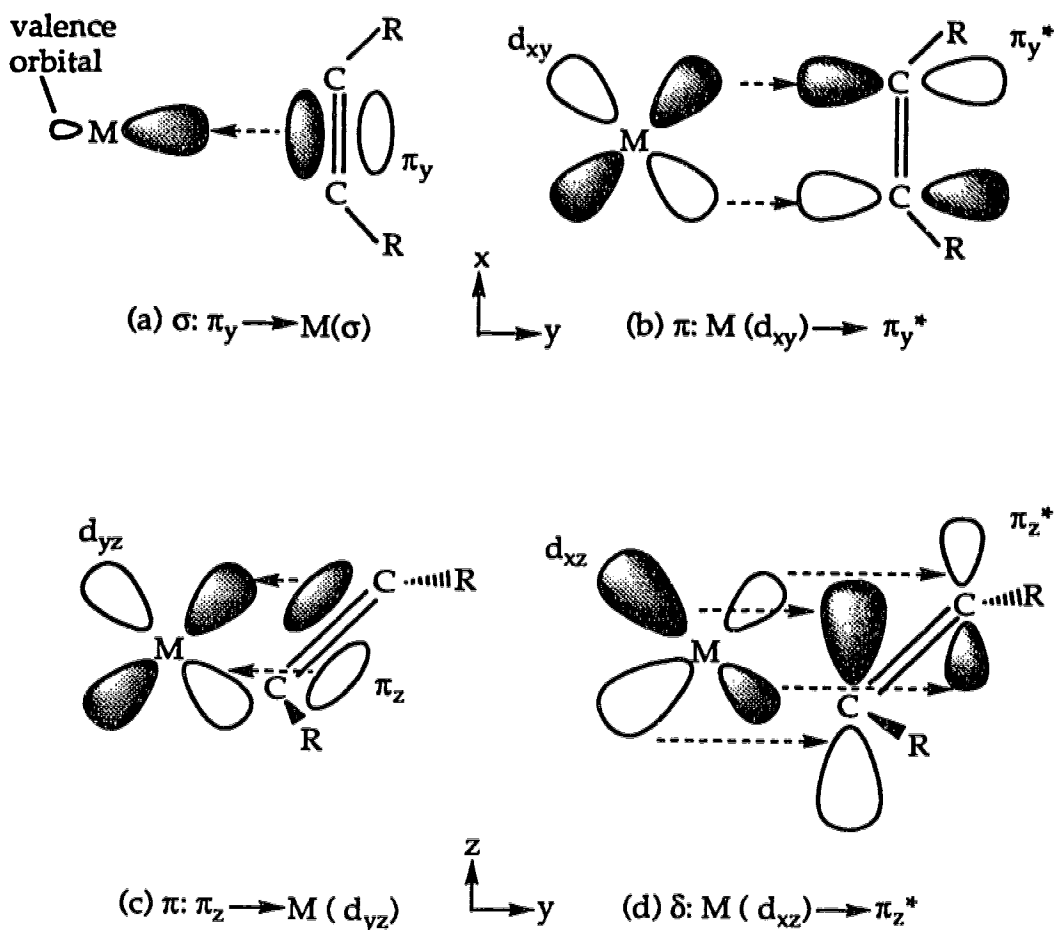 valence
orbital
M
C
C
R
R
π_y
(a) σ: π_y → M(σ)
d_xy
M
C
C
R
R
π_y*
x
y
(b) π: M (d_xy) → π_y*
d_yz
M
C
C
R
R
π_z
(c) π: π_z → M ( d_yz)
d_xz
M
C
C
R
R
π_z*
z
y
(d) δ: M ( d_xz) → π_z*